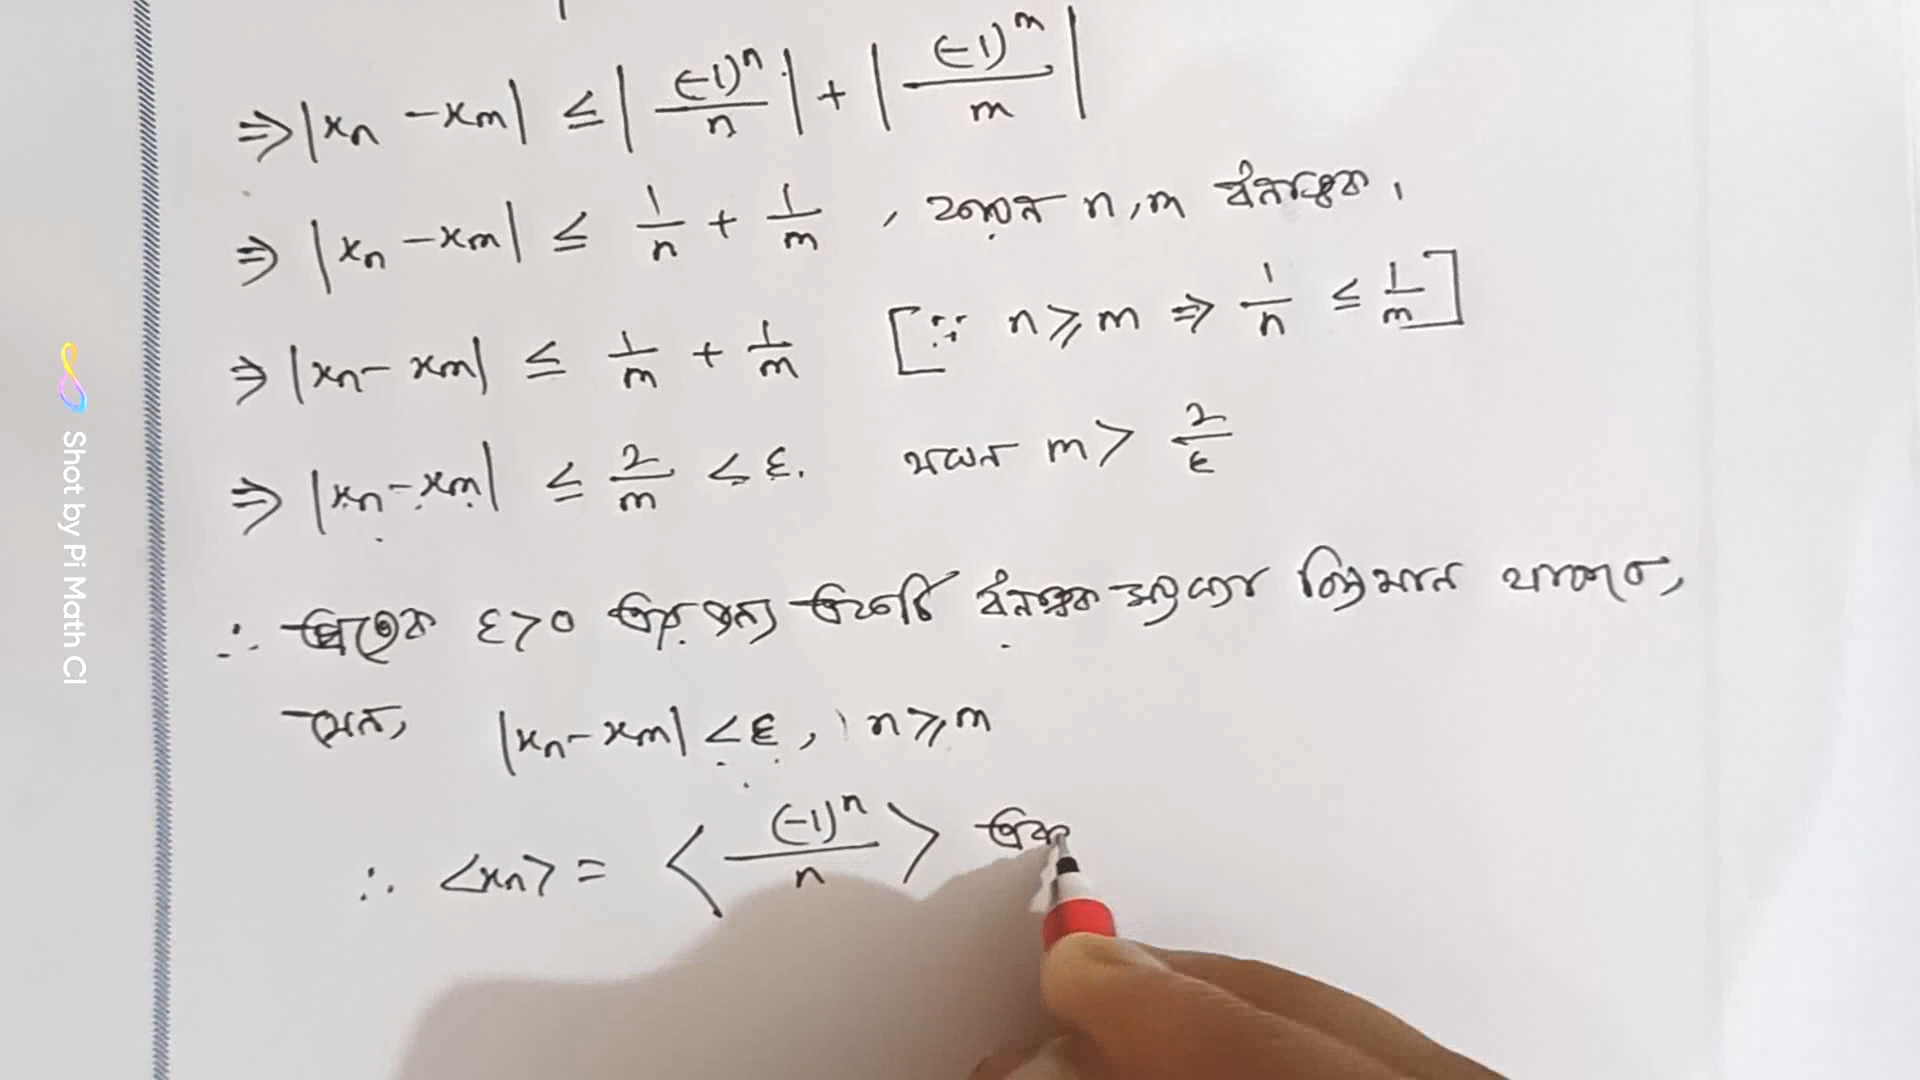 ⇒ |xₙ - xₘ| ≤ |(-1)ⁿ/n| + |(-1)ᵐ/m|
⇒ |xₙ - xₘ| ≤ 1/n + 1/m , যেখানে n, m ধনাত্মক।
⇒ |xₙ - xₘ| ≤ 1/m + 1/m [∵ n ≥ m ⇒ 1/n ≤ 1/m]
⇒ |xₙ - xₘ| ≤ 2/m < ε. যখন m > 2/ε
∴ প্রত্যেক ε > 0 এর জন্য একটি ধনাত্মক বিদ্যমান থাকবে,
যেন, |xₙ - xₘ| < ε, n ≥ m
∴ <xₙ> = <(-1)ⁿ/n> এক
Shot by Pi Math Cl